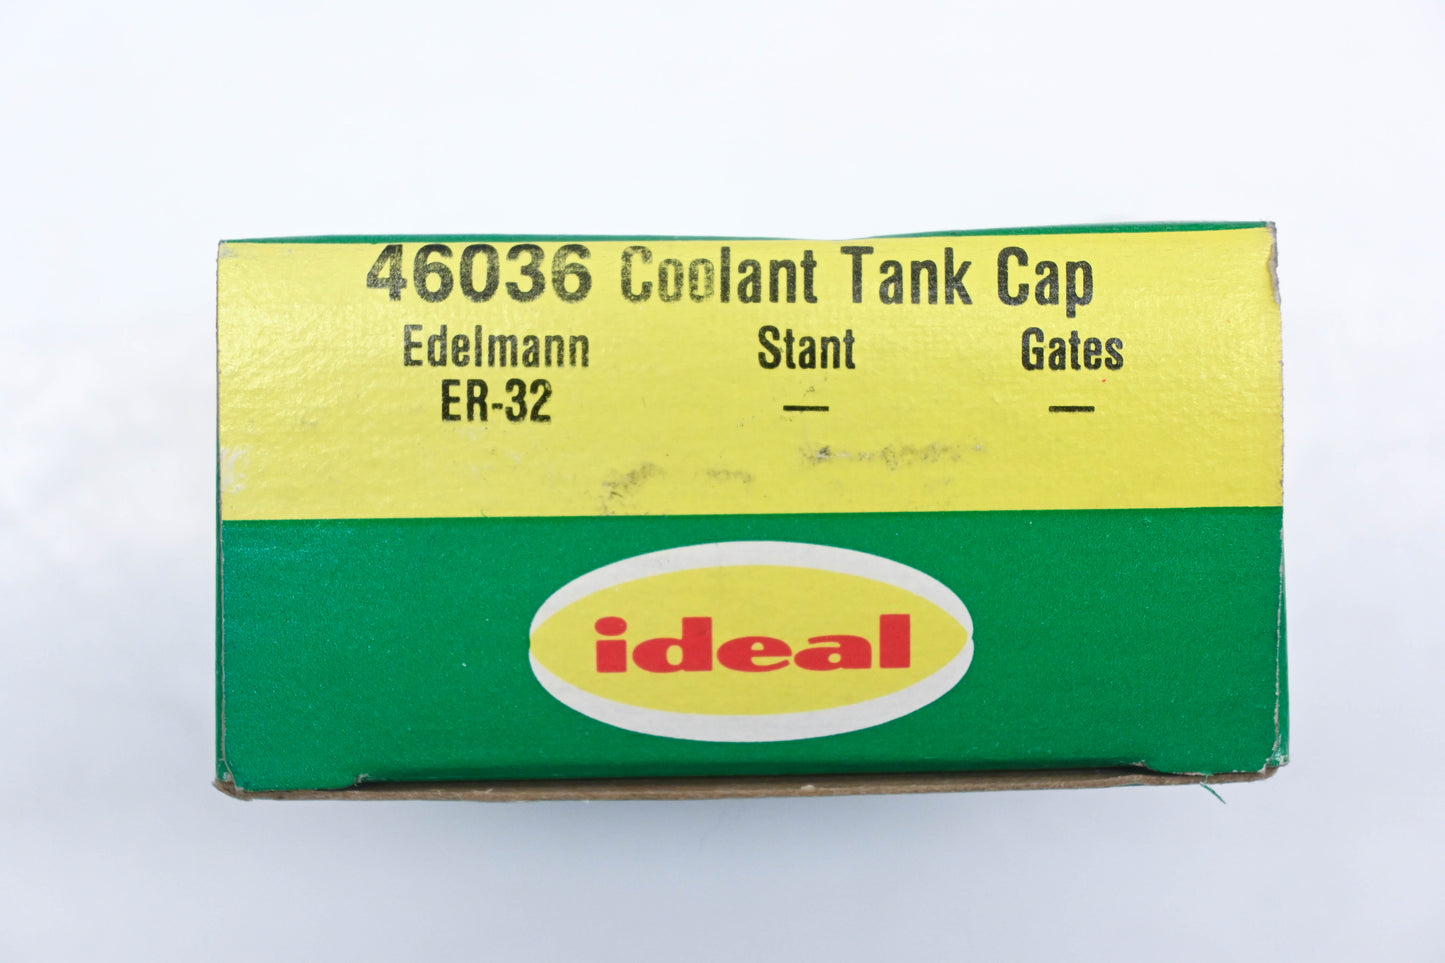 46036 Coolant Tank Cap
Edelmann Stant Gates
ER-32 — —
ideal